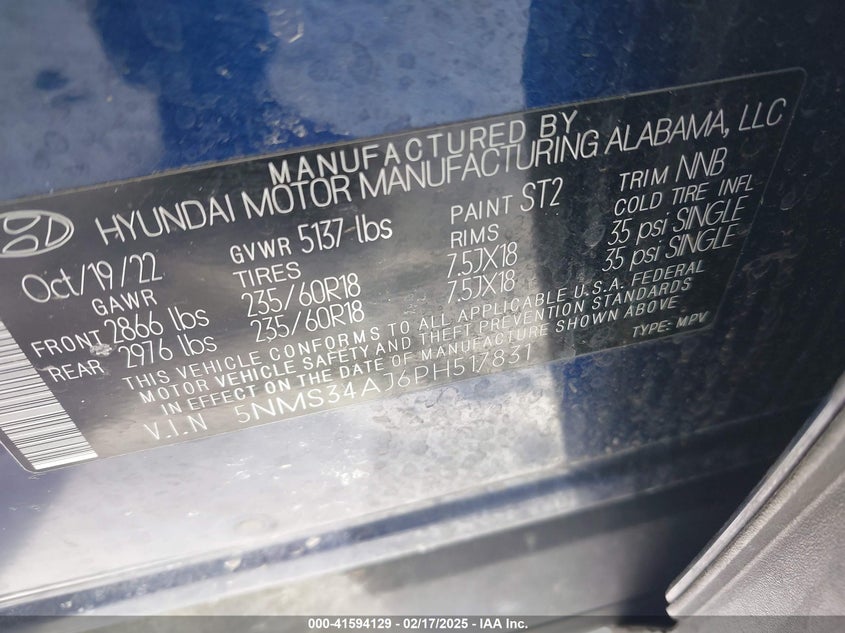 MANUFACTURED BY
HYUNDAI MOTOR MANUFACTURING ALABAMA, LLC
Oct/19/22 GVWR 5137-lbs PAINT ST2 TRIM NNB
GAWR TIRES RIMS COLD TIRE INFL
FRONT 2866 lbs 235/60R18 7.5JX18 35 psi SINGLE
REAR 2976 lbs 235/60R18 7.5JX18 35 psi SINGLE
THIS VEHICLE CONFORMS TO ALL APPLICABLE U.S.A. FEDERAL
MOTOR VEHICLE SAFETY AND THEFT PREVENTION STANDARDS
IN EFFECT ON THE DATE OF MANUFACTURE SHOWN ABOVE
V.I.N 5NMS34AJ6PH517831 TYPE: MPV
000-41594129 - 02/17/2025 - IAA Inc.